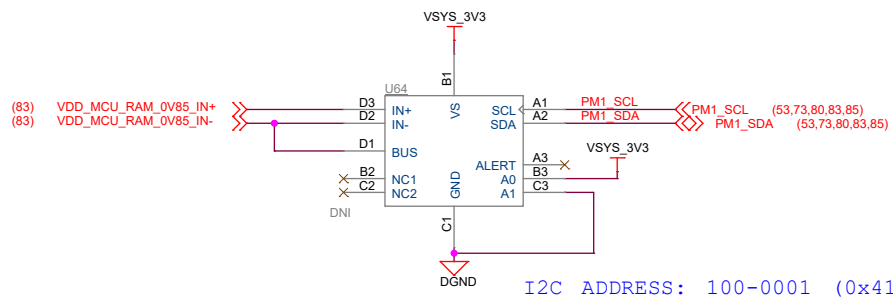 VSYS_3V3
B1
U64
(83) VDD_MCU_RAM_0V85_IN+ D3 IN+ VS SCL A1 PM1_SCL PM1_SCL (53,73,80,83,85)
(83) VDD_MCU_RAM_0V85_IN- D2 IN- SDA A2 PM1_SDA PM1_SDA (53,73,80,83,85)
D1 BUS VSYS_3V3
ALERT A3
B2 NC1 A0 B3
C2 NC2 GND A1 C3
DNI
C1
DGND
I2C ADDRESS: 100-0001 (0x41